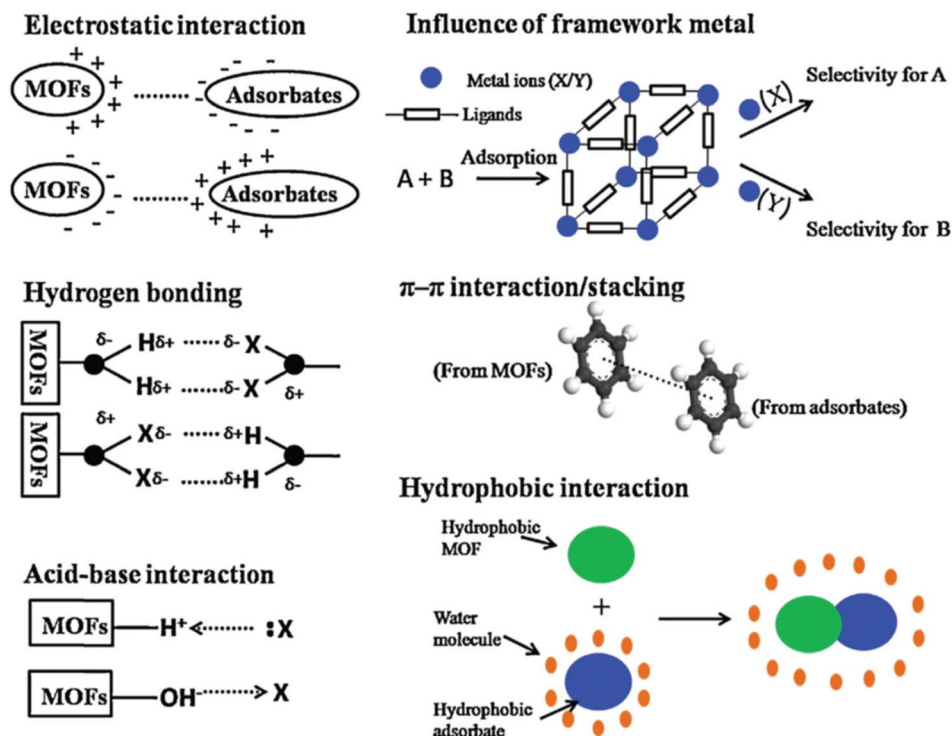 Electrostatic interaction
MOFs
Adsorbates
+ + + + + + +
- - - - - - - -
MOFs
Adsorbates
- - - - - - -
+ + + + + + + + +
Influence of framework metal
Metal ions (X/Y)
Ligands
A + B
Adsorption
(X)
Selectivity for A
(Y)
Selectivity for B
Hydrogen bonding
MOFs
δ- Hδ+ δ- X
Hδ+ δ- X δ+
MOFs
δ+ Xδ- δ+H
Xδ- δ+H δ-
π–π interaction/stacking
(From MOFs)
(From adsorbates)
Acid-base interaction
MOFs H⁺ :X
MOFs OH⁻ X
Hydrophobic interaction
Hydrophobic
MOF
+
Water
molecule
Hydrophobic
adsorbate